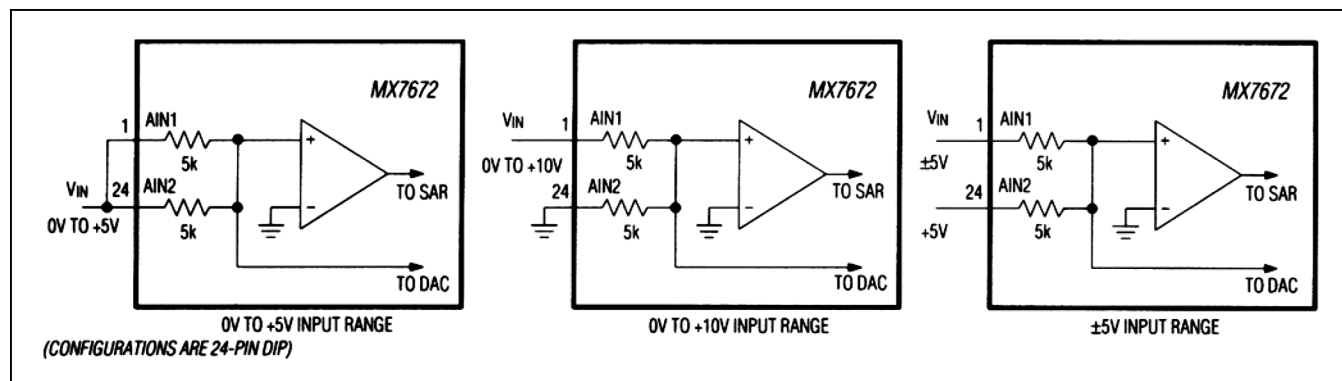 MX7672
1
AIN1
5k
+
VIN
24
AIN2
0V TO +5V
5k
−
TO SAR
TO DAC
0V TO +5V INPUT RANGE
(CONFIGURATIONS ARE 24-PIN DIP)
MX7672
VIN
1
AIN1
0V TO +10V
5k
+
24
AIN2
5k
−
TO SAR
TO DAC
0V TO +10V INPUT RANGE
MX7672
VIN
1
AIN1
±5V
5k
+
24
AIN2
+5V
5k
−
TO SAR
TO DAC
±5V INPUT RANGE